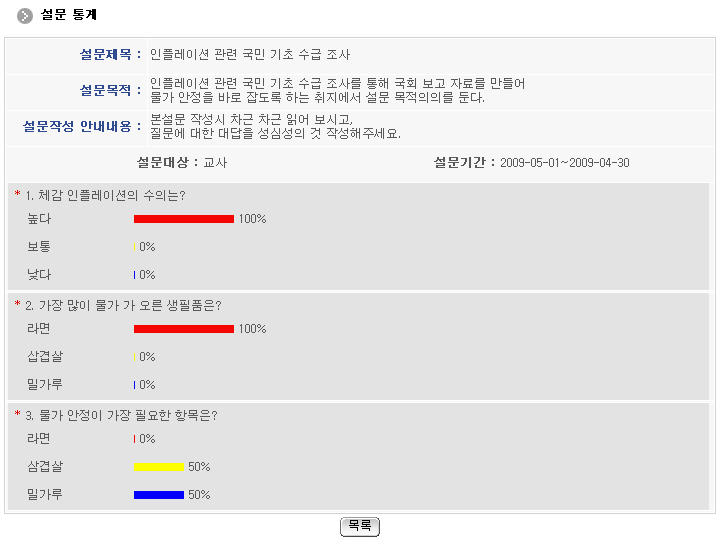 설문 통계
설문제목 : 인플레이션 관련 국민 기초 수급 조사
설문목적 : 인플레이션 관련 국민 기초 수급 조사를 통해 국회 보고 자료를 만들어
물가 안정을 바로 잡도록 하는 취지에서 설문 목적의의를 둔다.
설문작성 안내내용 : 본설문 작성시 차근 차근 읽어 보시고,
질문에 대한 대답을 성심성의 것 작성해주세요.
설문대상 : 교사 설문기간 : 2009-05-01~2009-04-30
* 1. 체감 인플레이션의 수의는?
높다 100%
보통 0%
낮다 0%
* 2. 가장 많이 물가 가 오른 생필품은?
라면 100%
삼겹살 0%
밀가루 0%
* 3. 물가 안정이 가장 필요한 항목은?
라면 0%
삼겹살 50%
밀가루 50%
목록